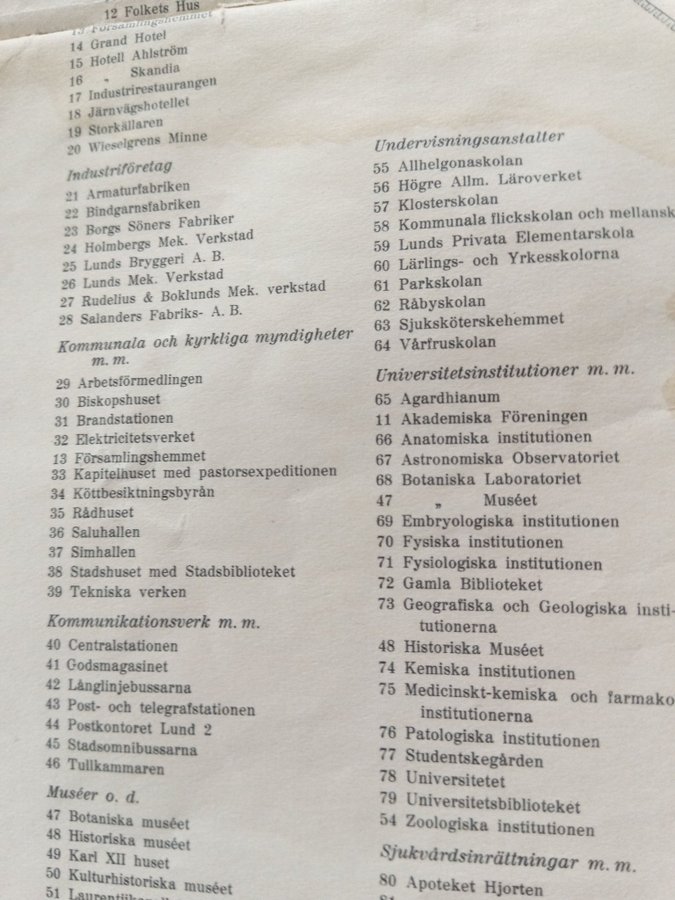 12 Folkets Hus
13 Församlingshemmet
14 Grand Hotel
15 Hotell Ahlström
16 „ Skandia
17 Industrirestaurangen
18 Järnvägshotellet
19 Storkällaren
20 Wieselgrens Minne
Industriföretag
21 Armaturfabriken
22 Bindgarnsfabriken
23 Borgs Söners Fabriker
24 Holmbergs Mek. Verkstad
25 Lunds Bryggeri A. B.
26 Lunds Mek. Verkstad
27 Rudelius & Boklunds Mek. verkstad
28 Salanders Fabriks- A. B.
Kommunala och kyrkliga myndigheter
m. m.
29 Arbetsförmedlingen
30 Biskopshuset
31 Brandstationen
32 Elektricitetsverket
13 Församlingshemmet
33 Kapitelhuset med pastorsexpeditionen
34 Köttbesiktningsbyrån
35 Rådhuset
36 Saluhallen
37 Simhallen
38 Stadshuset med Stadsbiblioteket
39 Tekniska verken
Kommunikationsverk m. m.
40 Centralstationen
41 Godsmagasinet
42 Långlinjebussarna
43 Post- och telegrafstationen
44 Postkontoret Lund 2
45 Stadsomnibussarna
46 Tullkammaren
Muséer o. d.
47 Botaniska muséet
48 Historiska muséet
49 Karl XII huset
50 Kulturhistoriska muséet
51
Undervisningsanstalter
55 Allhelgonaskolan
56 Högre Allm. Läroverket
57 Klosterskolan
58 Kommunala flickskolan och mellansk
59 Lunds Privata Elementarskola
60 Lärlings- och Yrkesskolorna
61 Parkskolan
62 Råbyskolan
63 Sjuksköterskehemmet
64 Vårfruskolan
Universitetsinstitutioner m. m.
65 Agardhianum
11 Akademiska Föreningen
66 Anatomiska institutionen
67 Astronomiska Observatoriet
68 Botaniska Laboratoriet
47 „ Muséet
69 Embryologiska institutionen
70 Fysiska institutionen
71 Fysiologiska institutionen
72 Gamla Biblioteket
73 Geografiska och Geologiska insti-
tutionerna
48 Historiska Muséet
74 Kemiska institutionen
75 Medicinskt-kemiska och farmako
institutionerna
76 Patologiska institutionen
77 Studentskegården
78 Universitetet
79 Universitetsbiblioteket
54 Zoologiska institutionen
Sjukvårdsinrättningar m. m.
80 Apoteket Hjorten